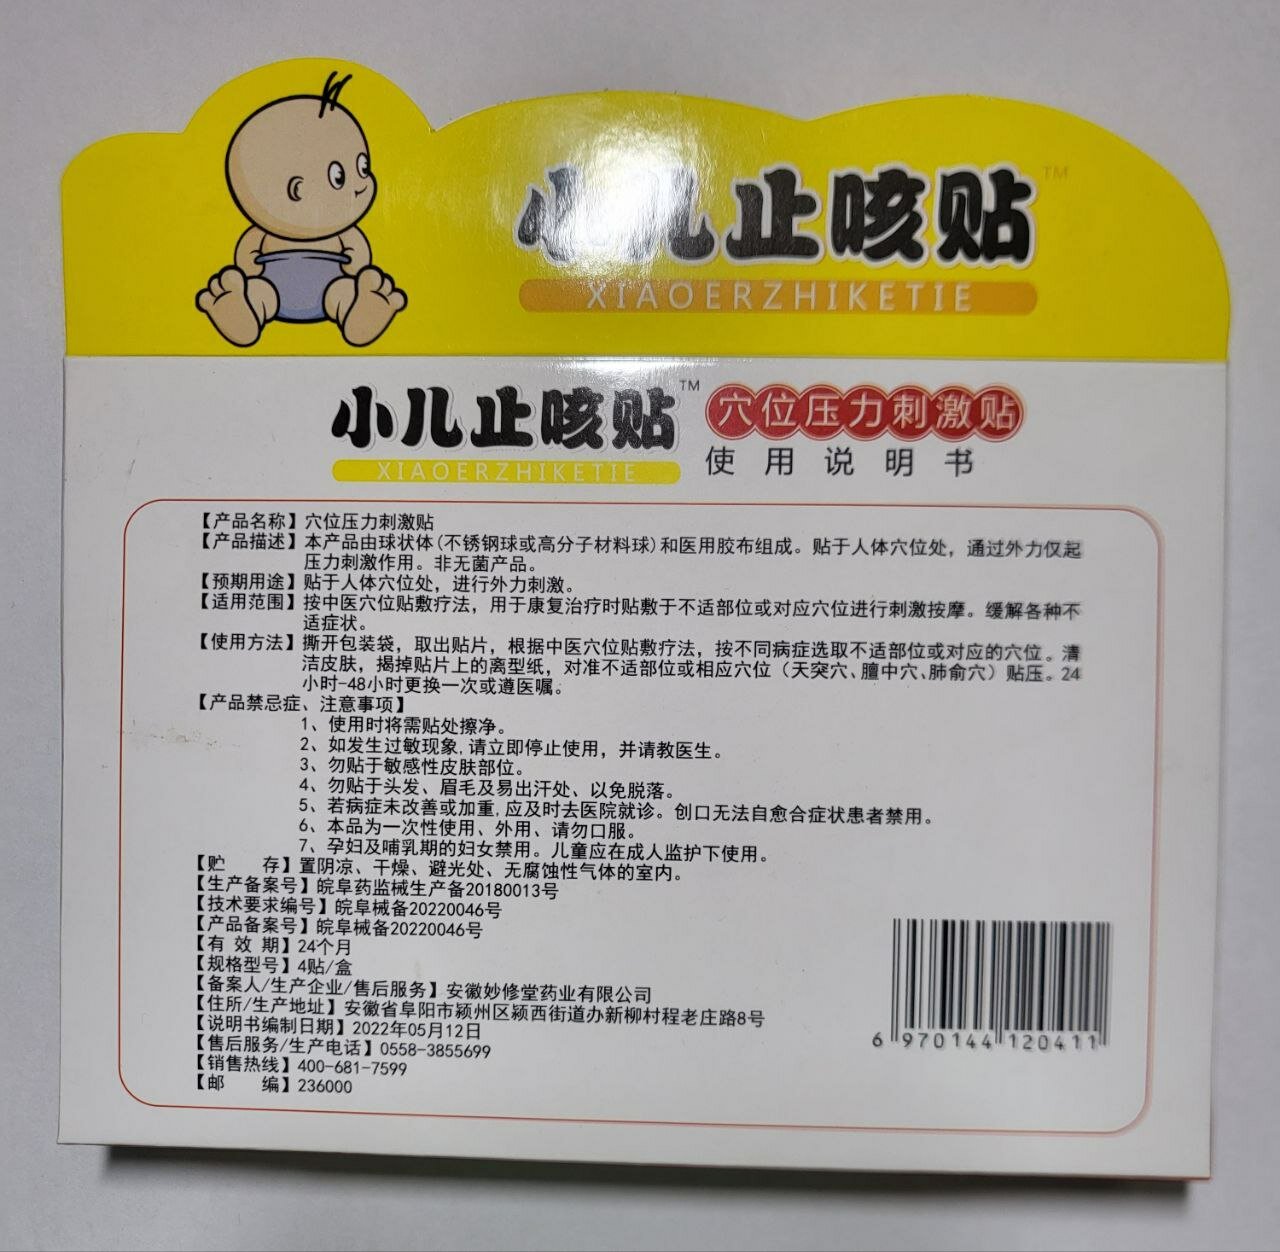 小儿止咳贴™
XIAOERZHIKETIE
小儿止咳贴™ 穴位压力刺激贴
XIAOERZHIKETIE 使用说明书
【产品名称】穴位压力刺激贴
【产品描述】本产品由球状体(不锈钢球或高分子材料球)和医用胶布组成。贴于人体穴位处，通过外力仅起
压力刺激作用。非无菌产品。
【预期用途】贴于人体穴位处，进行外力刺激。
【适用范围】按中医穴位贴敷疗法，用于康复治疗时贴敷于不适部位或对应穴位进行刺激按摩。缓解各种不
适症状。
【使用方法】撕开包装袋，取出贴片，根据中医穴位贴敷疗法，按不同病症选取不适部位或对应的穴位。清
洁皮肤，揭掉贴片上的离型纸，对准不适部位或相应穴位（天突穴、膻中穴、肺俞穴）贴压。24
小时-48小时更换一次或遵医嘱。
【产品禁忌症、注意事项】
1、使用时将需贴处擦净。
2、如发生过敏现象,请立即停止使用，并请教医生。
3、勿贴于敏感性皮肤部位。
4、勿贴于头发、眉毛及易出汗处、以免脱落。
5、若病症未改善或加重,应及时去医院就诊。创口无法自愈合症状患者禁用。
6、本品为一次性使用、外用、请勿口服。
7、孕妇及哺乳期的妇女禁用。儿童应在成人监护下使用。
【贮 存】置阴凉、干燥、避光处、无腐蚀性气体的室内。
【生产备案号】皖阜药监械生产备20180013号
【技术要求编号】皖阜械备20220046号
【产品备案号】皖阜械备20220046号
【有 效 期】24个月
【规格型号】4贴/盒
【备案人/生产企业/售后服务】安徽妙修堂药业有限公司
【住所/生产地址】安徽省阜阳市颍州区颍西街道办新柳村程老庄路8号
【说明书编制日期】2022年05月12日
【售后服务/生产电话】0558-3855699
【销售热线】400-681-7599
【邮 编】236000
6 970144 120411